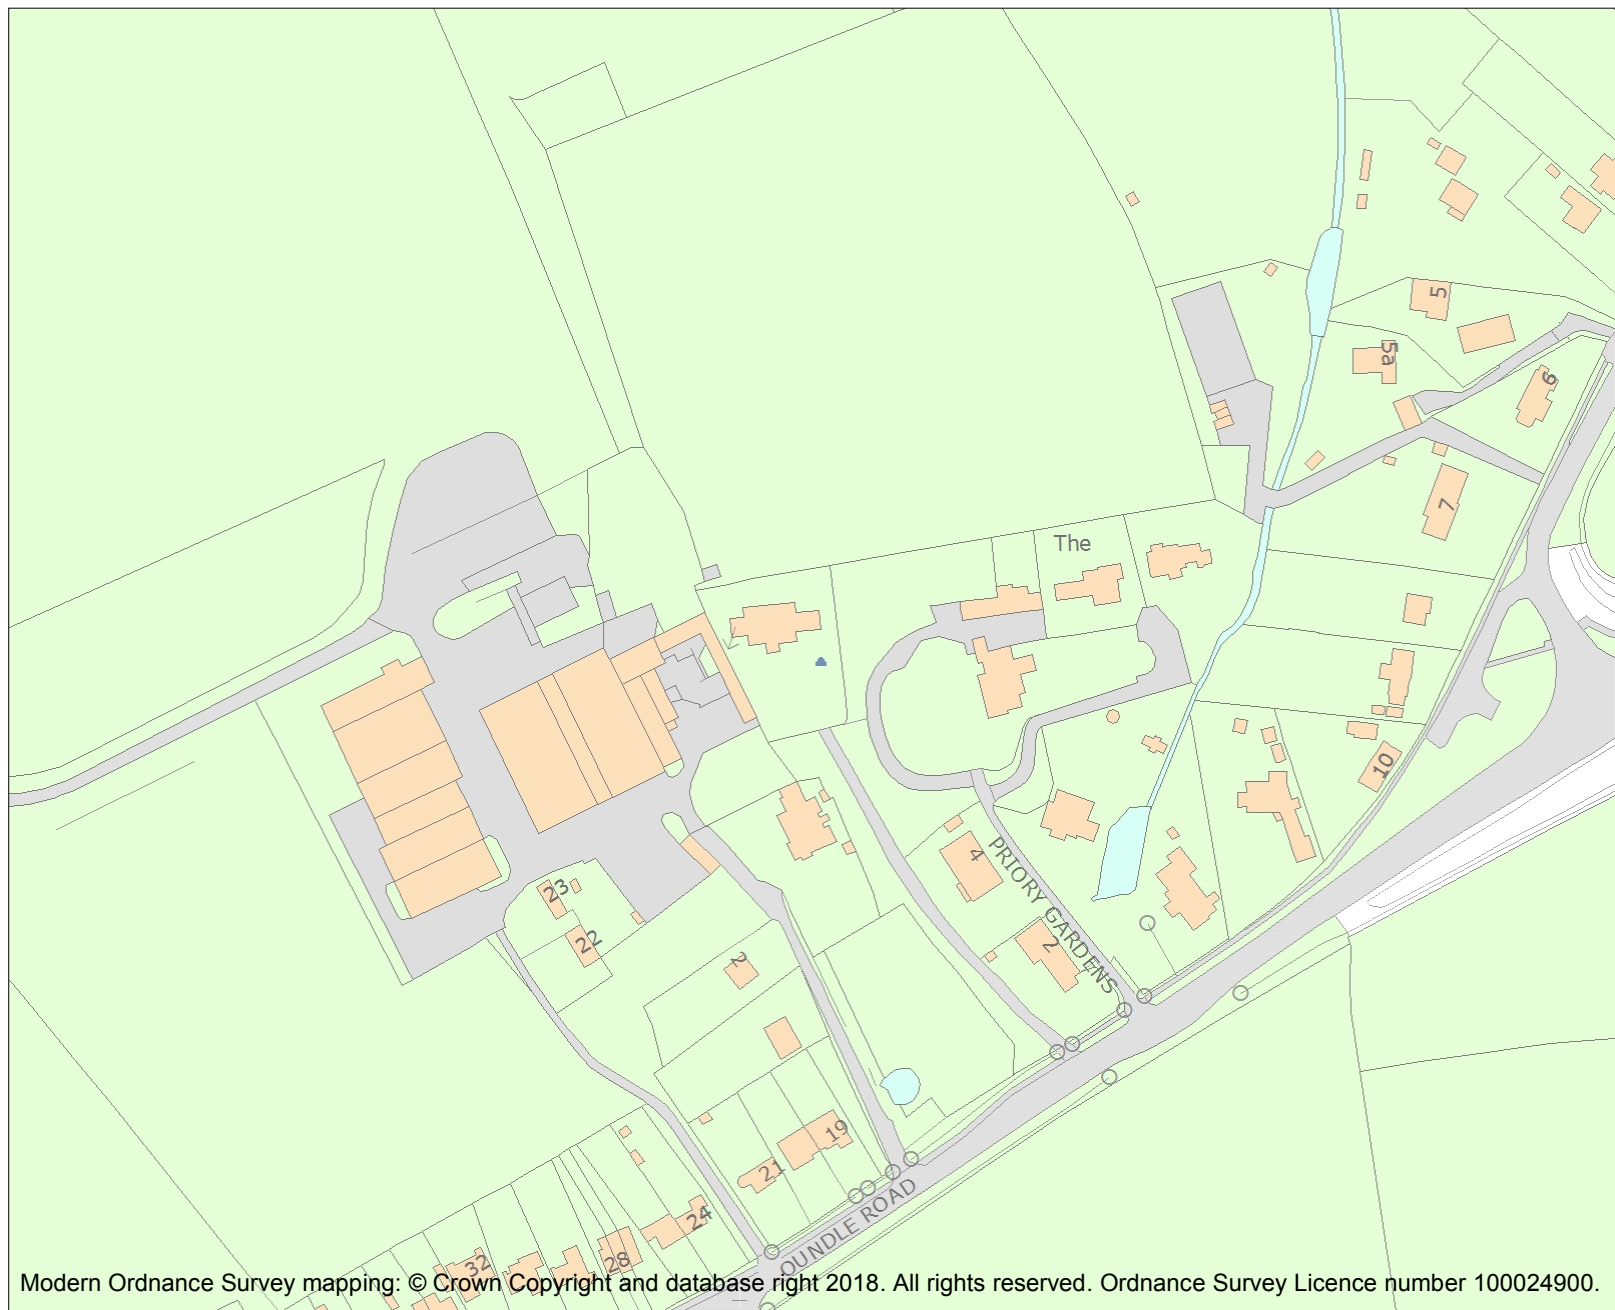 5
5a
6
7
The
10
4
PRIORY GARDENS
23
22
2
2
19
21
OUNDLE ROAD
24
28
32
Modern Ordnance Survey mapping: © Crown Copyright and database right 2018. All rights reserved. Ordnance Survey Licence number 100024900.